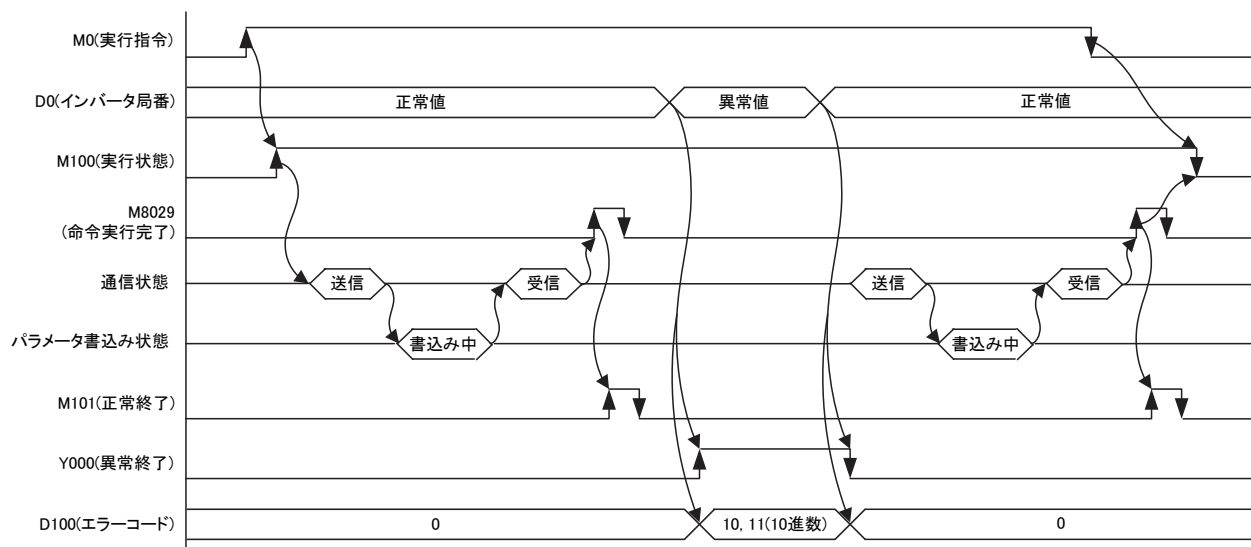 M0(実行指令)
D0(インバータ局番)
正常値
異常値
正常値
M100(実行状態)
M8029
(命令実行完了)
通信状態
送信
受信
送信
受信
パラメータ書込み状態
書込み中
書込み中
M101(正常終了)
Y000(異常終了)
D100(エラーコード)
0
10, 11(10進数)
0